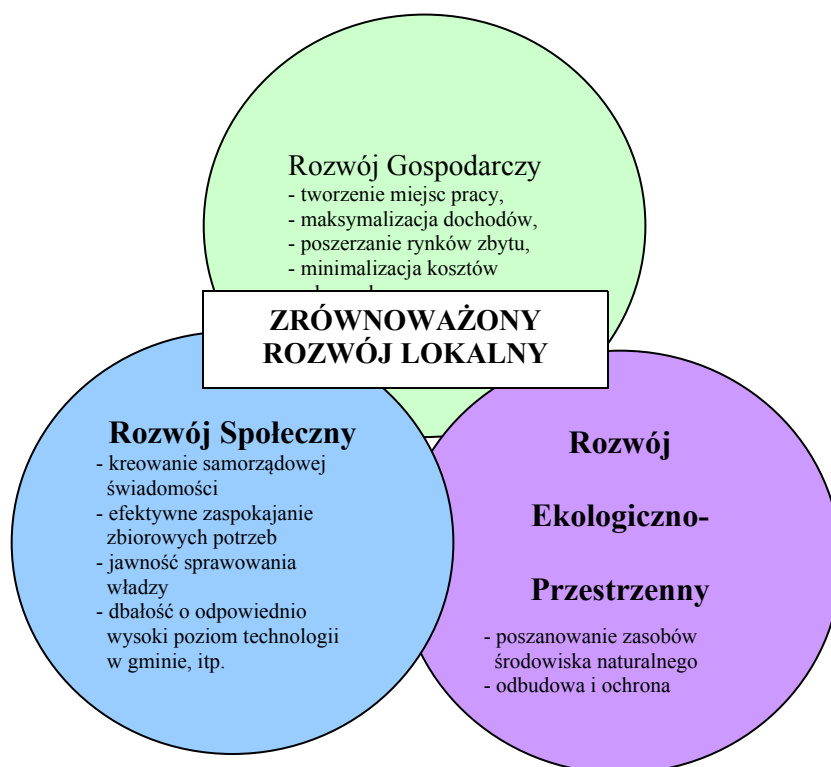 Rozwój Gospodarczy
- tworzenie miejsc pracy,
- maksymalizacja dochodów,
- poszerzanie rynków zbytu,
- minimalizacja kosztów
ZRÓWNOWAŻONY
ROZWÓJ LOKALNY
Rozwój Społeczny
- kreowanie samorządowej
świadomości
- efektywne zaspokajanie
zbiorowych potrzeb
- jawność sprawowania
władzy
- dbałość o odpowiednio
wysoki poziom technologii
w gminie, itp.
Rozwój
Ekologiczno-
Przestrzenny
- poszanowanie zasobów
środowiska naturalnego
- odbudowa i ochrona